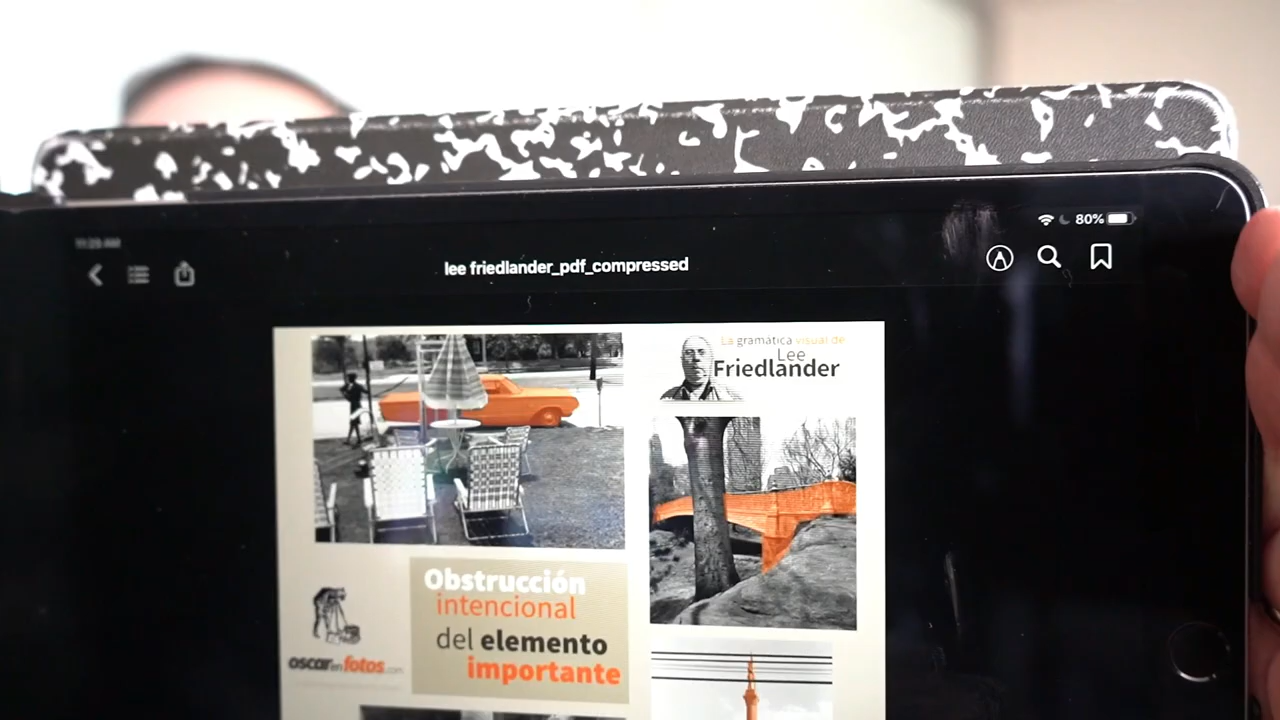 80%
lee friedlander_pdf_compressed
La gramática visual de
Lee
Friedlander
Obstrucción
intencional
del elemento
importante
oscarenfotos.com